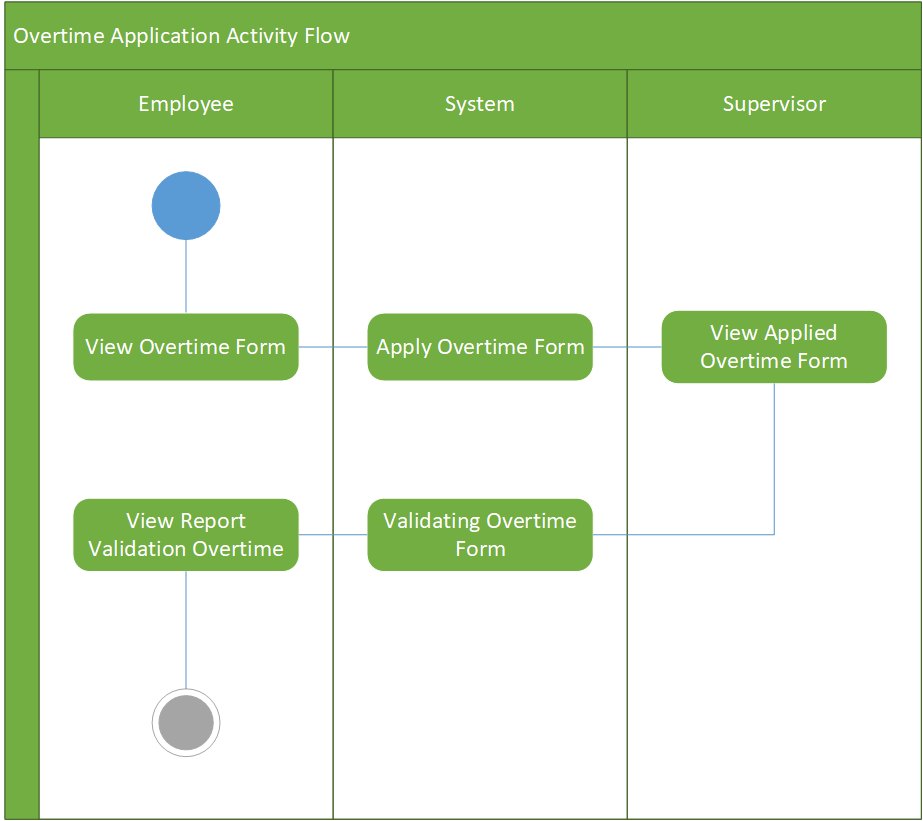 Overtime Application Activity Flow
Employee
System
Supervisor
View Overtime Form
Apply Overtime Form
View Applied
Overtime Form
View Report
Validation Overtime
Validating Overtime
Form